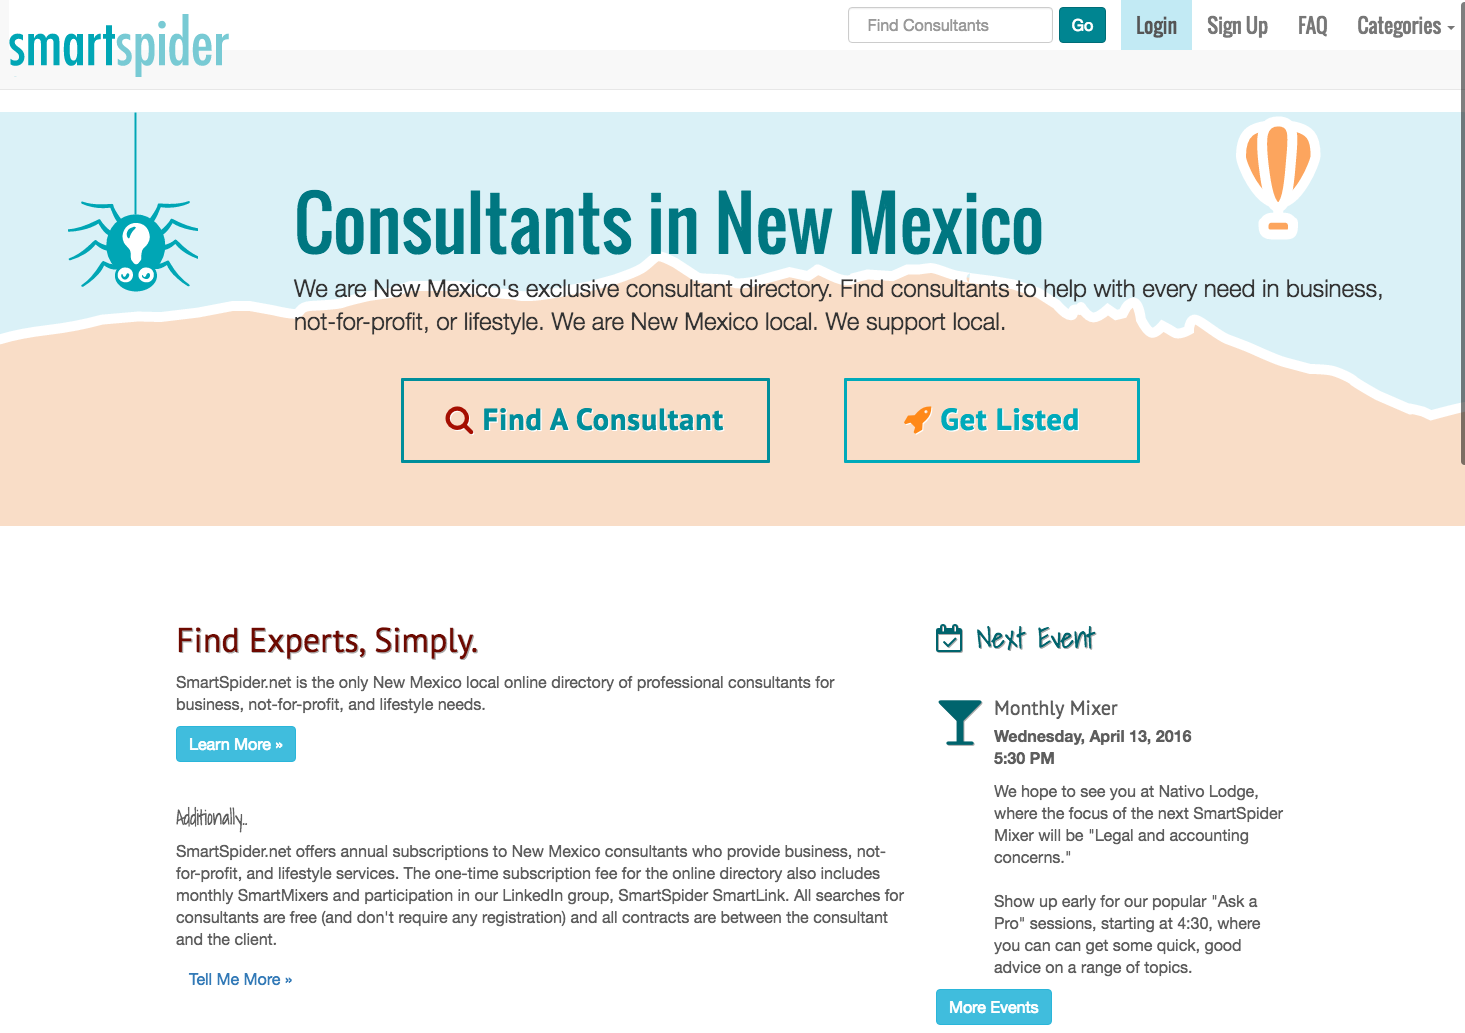 smartspider
Find Consultants
Go
Login
Sign Up
FAQ
Categories
Consultants in New Mexico
We are New Mexico's exclusive consultant directory. Find consultants to help with every need in business,
not-for-profit, or lifestyle. We are New Mexico local. We support local.
Find A Consultant
Get Listed
Find Experts, Simply.
SmartSpider.net is the only New Mexico local online directory of professional consultants for
business, not-for-profit, and lifestyle needs.
Learn More »
Additionally..
SmartSpider.net offers annual subscriptions to New Mexico consultants who provide business, not-
for-profit, and lifestyle services. The one-time subscription fee for the online directory also includes
monthly SmartMixers and participation in our LinkedIn group, SmartSpider SmartLink. All searches for
consultants are free (and don't require any registration) and all contracts are between the consultant
and the client.
Tell Me More »
Next Event
Monthly Mixer
Wednesday, April 13, 2016
5:30 PM
We hope to see you at Nativo Lodge,
where the focus of the next SmartSpider
Mixer will be "Legal and accounting
concerns."
Show up early for our popular "Ask a
Pro" sessions, starting at 4:30, where
you can can get some quick, good
advice on a range of topics.
More Events